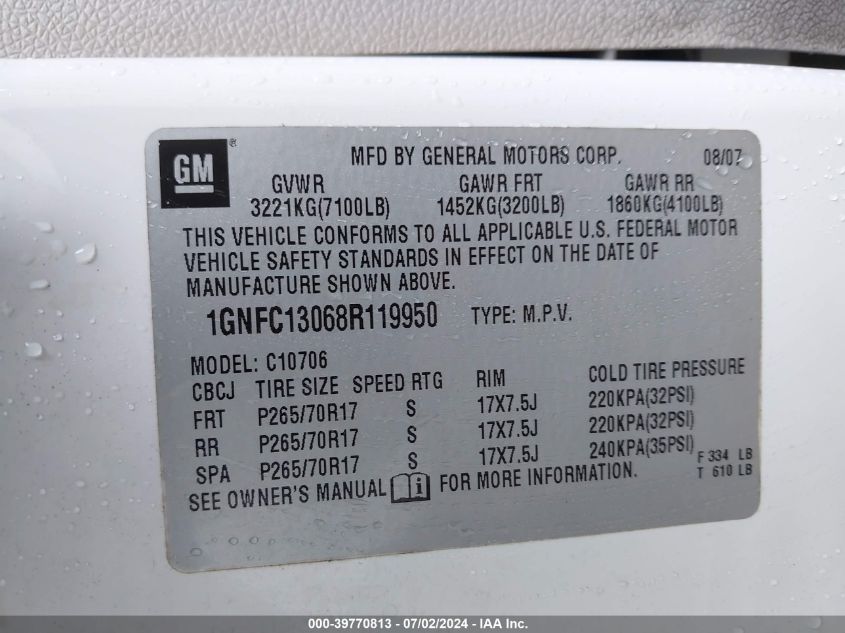 GM® MFD BY GENERAL MOTORS CORP. 08/07
GVWR GAWR FRT GAWR RR
3221KG(7100LB) 1452KG(3200LB) 1860KG(4100LB)
THIS VEHICLE CONFORMS TO ALL APPLICABLE U.S. FEDERAL MOTOR
VEHICLE SAFETY STANDARDS IN EFFECT ON THE DATE OF
MANUFACTURE SHOWN ABOVE.
1GNFC13068R119950 TYPE: M.P.V.
MODEL: C10706
CBCJ TIRE SIZE SPEED RTG RIM COLD TIRE PRESSURE
FRT P265/70R17 S 17X7.5J 220KPA(32PSI)
RR P265/70R17 S 17X7.5J 220KPA(32PSI)
SPA P265/70R17 S 17X7.5J 240KPA(35PSI) F 334 LB
T 610 LB
SEE OWNER'S MANUAL i FOR MORE INFORMATION.
000-39770813 - 07/02/2024 - IAA Inc.